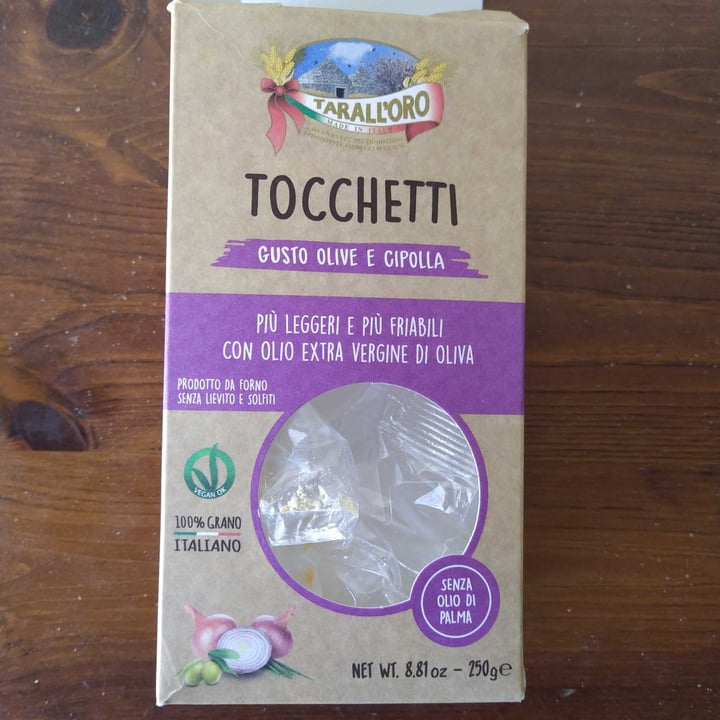 TARALL'ORO
MADE IN ITALY
TOCCHETTI
GUSTO OLIVE E CIPOLLA
PIÙ LEGGERI E PIÙ FRIABILI
CON OLIO EXTRA VERGINE DI OLIVA
PRODOTTO DA FORNO
SENZA LIEVITO E SOLFITI
VEGAN OK
100% GRANO
ITALIANO
SENZA
OLIO DI
PALMA
NET WT. 8.81 oz - 250g e